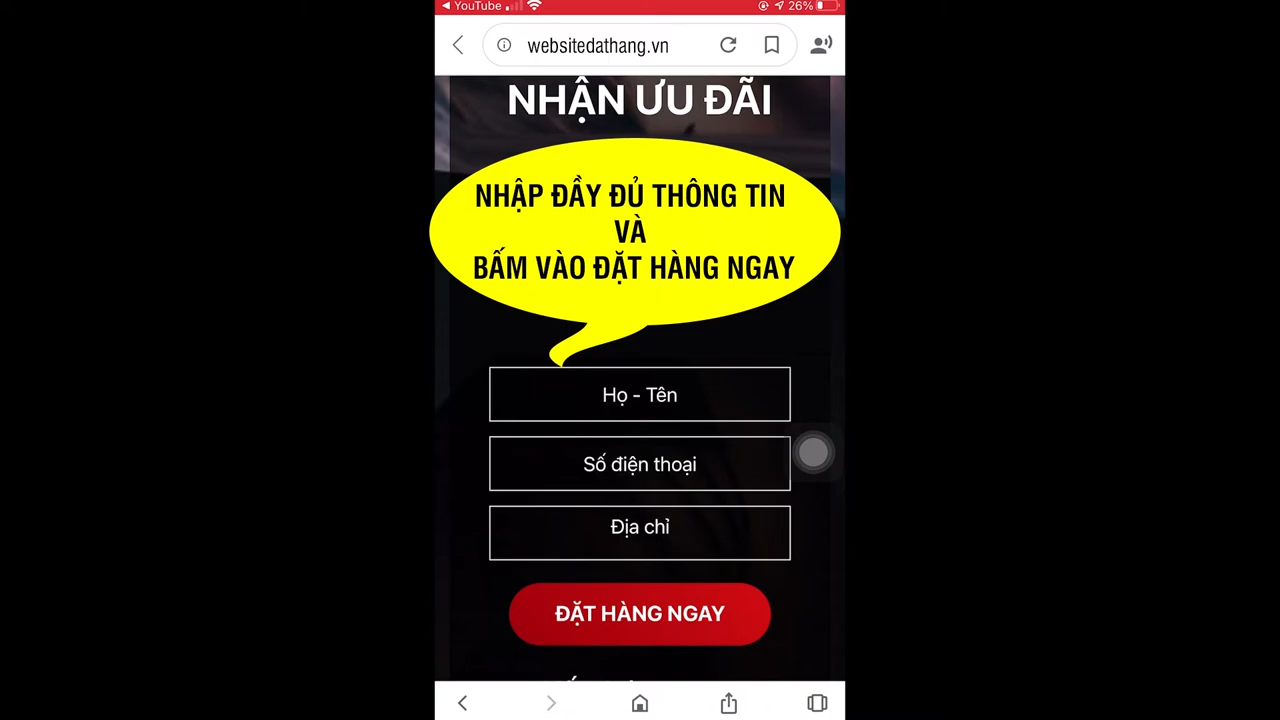 YouTube 26%
websitedathang.vn
NHẬN ƯU ĐÃI
NHẬP ĐẦY ĐỦ THÔNG TIN
VÀ
BẤM VÀO ĐẶT HÀNG NGAY
Họ - Tên
Số điện thoại
Địa chỉ
ĐẶT HÀNG NGAY